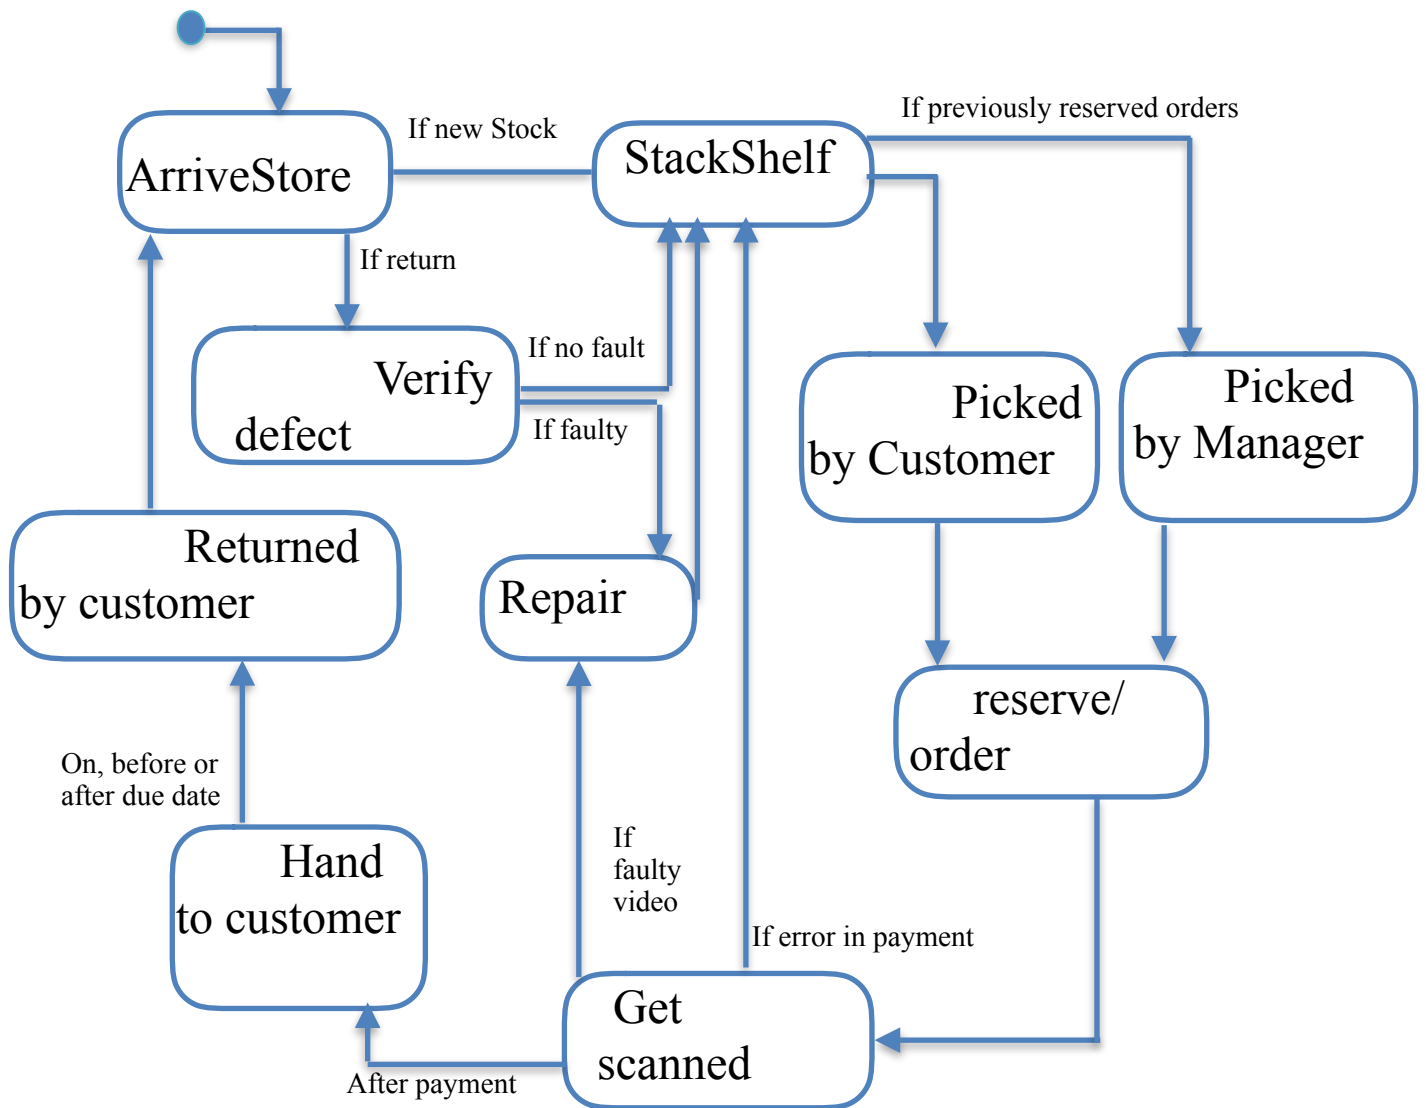 If previously reserved orders
If new Stock
StackShelf
ArriveStore
If return
If no fault
Verify
defect
If faulty
Picked
by Customer
Picked
by Manager
Returned
by customer
Repair
reserve/
order
On, before or
after due date
If
faulty
video
Hand
to customer
If error in payment
Get
scanned
After payment